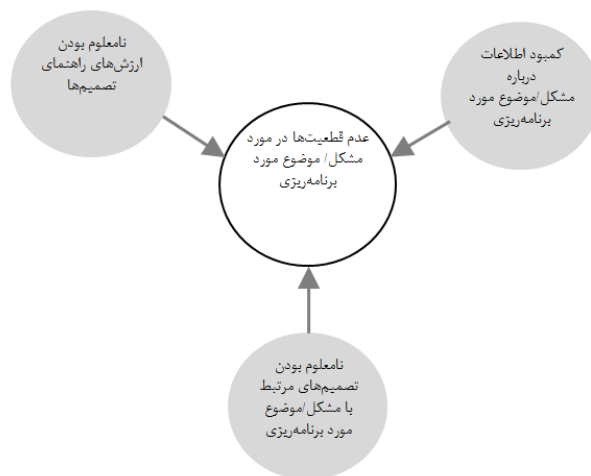 کمبود اطلاعات
درباره
مشکل/موضوع مورد
برنامه‌ریزی
نامعلوم بودن
ارزش‌های راهنمای
تصمیم‌ها
عدم قطعیت‌ها در مورد
مشکل/ موضوع مورد
برنامه‌ریزی
نامعلوم بودن
تصمیم‌های مرتبط
با مشکل/موضوع
مورد برنامه‌ریزی